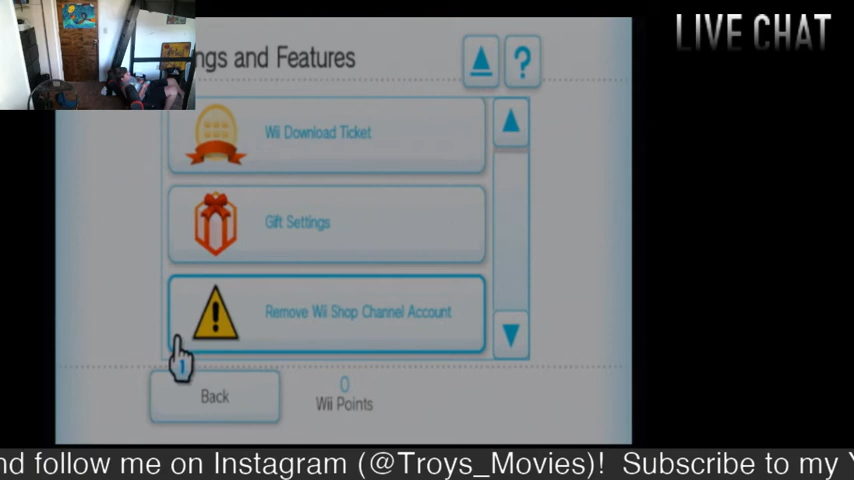 LIVE CHAT
ngs and Features
?
Wii Download Ticket
Gift Settings
Remove Wii Shop Channel Account
1
Back
0
Wii Points
nd follow me on Instagram (@Troys_Movies)! Subscribe to my Y